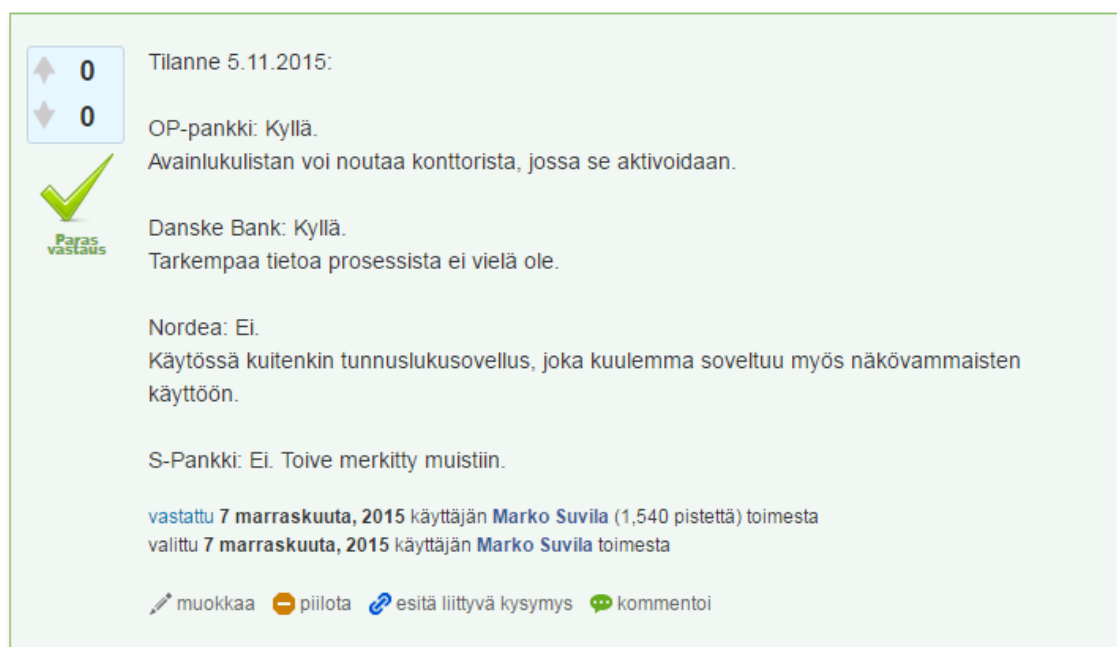 0
0
Paras
vastaus
Tilanne 5.11.2015:
OP-pankki: Kyllä.
Avainlukulistan voi noutaa konttorista, jossa se aktivoidaan.
Danske Bank: Kyllä.
Tarkempaa tietoa prosessista ei vielä ole.
Nordea: Ei.
Käytössä kuitenkin tunnuslukusovellus, joka kuulemma soveltuu myös näkövammaisten
käyttöön.
S-Pankki: Ei. Toive merkitty muistiin.
vastattu 7 marraskuuta, 2015 käyttäjän Marko Suvila (1,540 pistettä) toimesta
valittu 7 marraskuuta, 2015 käyttäjän Marko Suvila toimesta
muokkaa piilota esitä liittyvä kysymys kommentoi